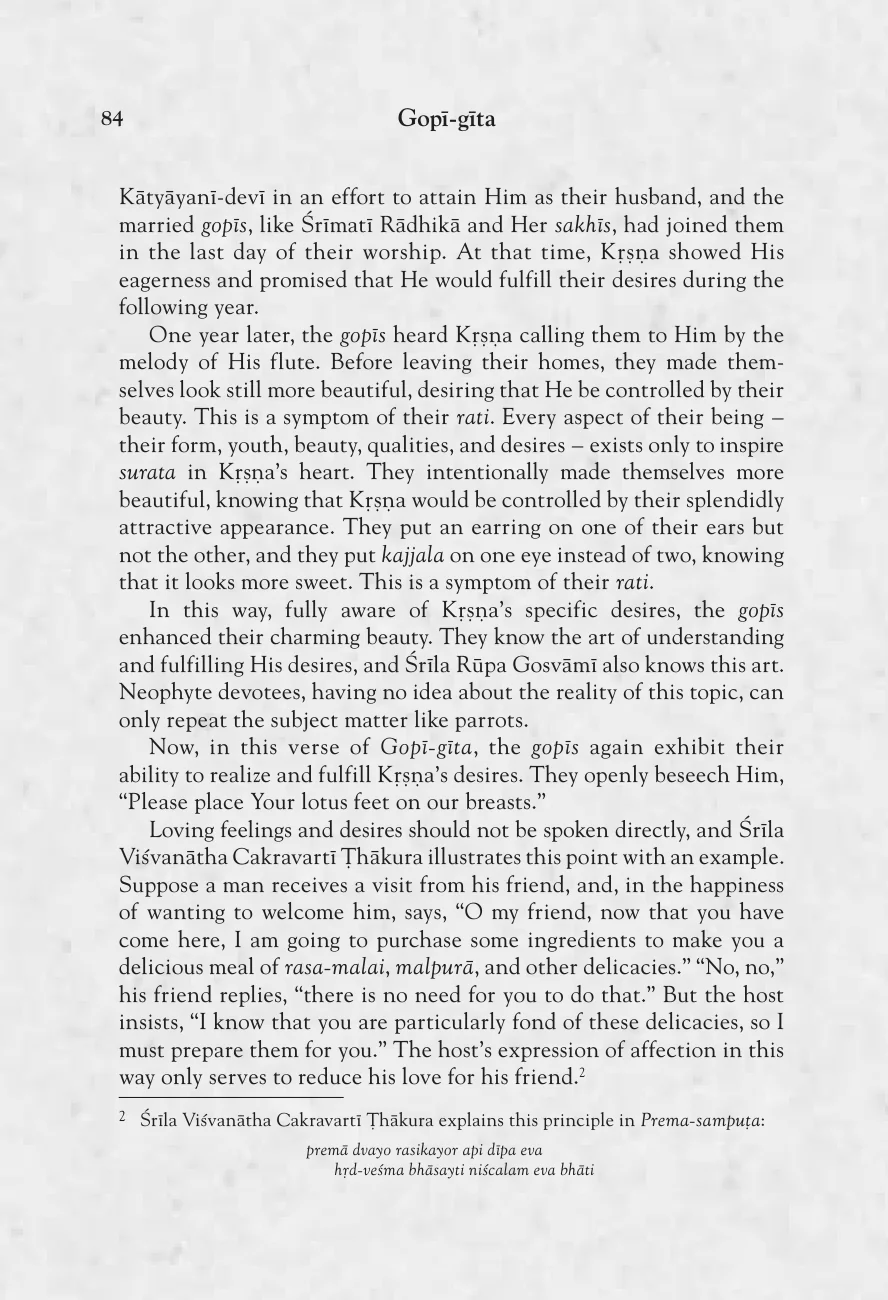 84
Gopī-gīta
Kātyāyanī-devī in an effort to attain Him as their husband, and the
married gopīs, like Śrīmatī Rādhikā and Her sakhīs, had joined them
in the last day of their worship. At that time, Kṛṣṇa showed His
eagerness and promised that He would fulfill their desires during the
following year.
One year later, the gopīs heard Kṛṣṇa calling them to Him by the
melody of His flute. Before leaving their homes, they made them-
selves look still more beautiful, desiring that He be controlled by their
beauty. This is a symptom of their rati. Every aspect of their being –
their form, youth, beauty, qualities, and desires – exists only to inspire
surata in Kṛṣṇa’s heart. They intentionally made themselves more
beautiful, knowing that Kṛṣṇa would be controlled by their splendidly
attractive appearance. They put an earring on one of their ears but
not the other, and they put kajjala on one eye instead of two, knowing
that it looks more sweet. This is a symptom of their rati.
In this way, fully aware of Kṛṣṇa’s specific desires, the gopīs
enhanced their charming beauty. They know the art of understanding
and fulfilling His desires, and Śrīla Rūpa Gosvāmī also knows this art.
Neophyte devotees, having no idea about the reality of this topic, can
only repeat the subject matter like parrots.
Now, in this verse of Gopī-gīta, the gopīs again exhibit their
ability to realize and fulfill Kṛṣṇa’s desires. They openly beseech Him,
“Please place Your lotus feet on our breasts.”
Loving feelings and desires should not be spoken directly, and Śrīla
Viśvanātha Cakravartī Ṭhākura illustrates this point with an example.
Suppose a man receives a visit from his friend, and, in the happiness
of wanting to welcome him, says, “O my friend, now that you have
come here, I am going to purchase some ingredients to make you a
delicious meal of rasa-malai, malpurā, and other delicacies.” “No, no,”
his friend replies, “there is no need for you to do that.” But the host
insists, “I know that you are particularly fond of these delicacies, so I
must prepare them for you.” The host’s expression of affection in this
way only serves to reduce his love for his friend.2
2 Śrīla Viśvanātha Cakravartī Ṭhākura explains this principle in Prema-sampuṭa:
premā dvayo rasikayor api dīpa eva
hṛd-veśma bhāsayti niścalam eva bhāti